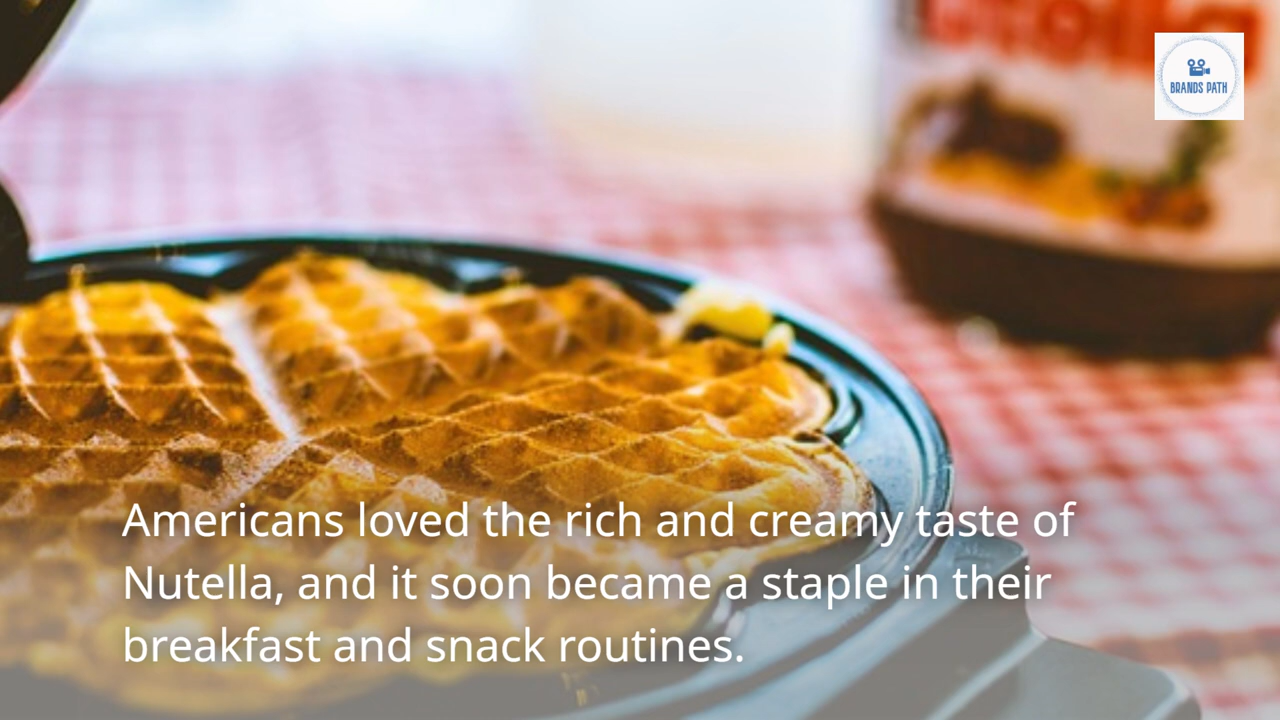 BRANDS PATH
Americans loved the rich and creamy taste of
Nutella, and it soon became a staple in their
breakfast and snack routines.